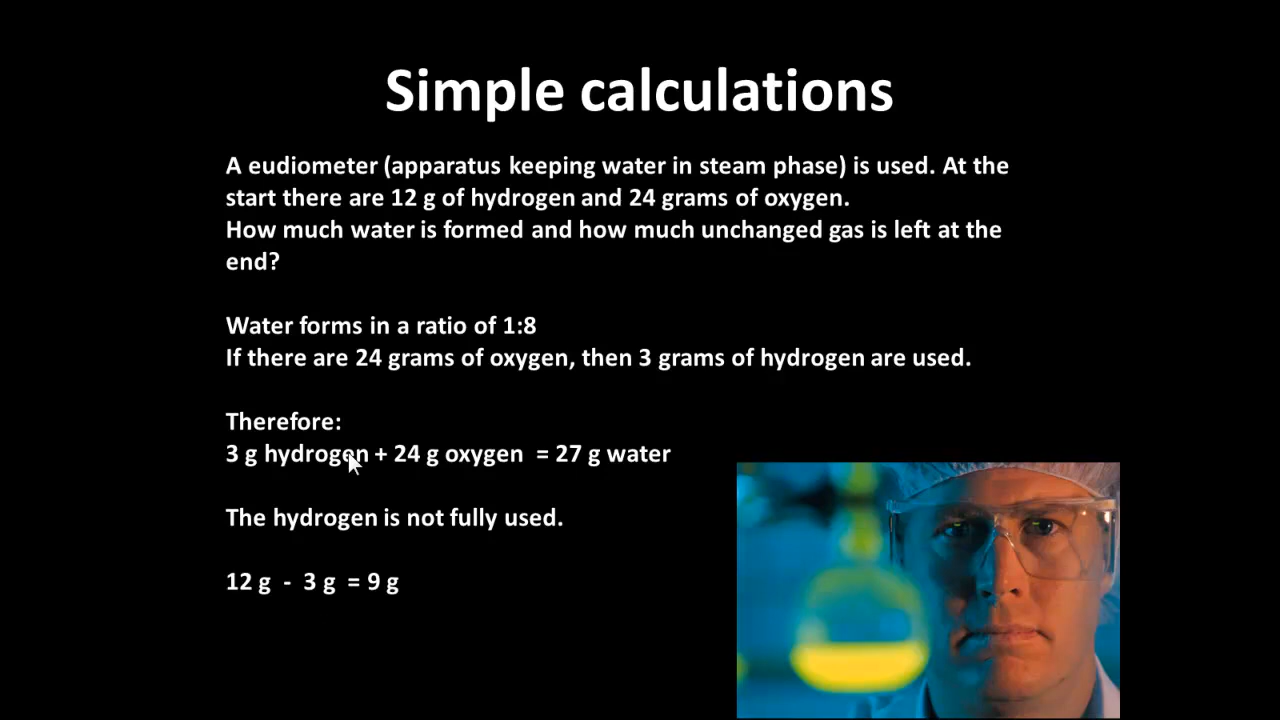 Simple calculations
A eudiometer (apparatus keeping water in steam phase) is used. At the
start there are 12 g of hydrogen and 24 grams of oxygen.
How much water is formed and how much unchanged gas is left at the
end?
Water forms in a ratio of 1:8
If there are 24 grams of oxygen, then 3 grams of hydrogen are used.
Therefore:
3 g hydrogen + 24 g oxygen = 27 g water
The hydrogen is not fully used.
12 g - 3 g = 9 g